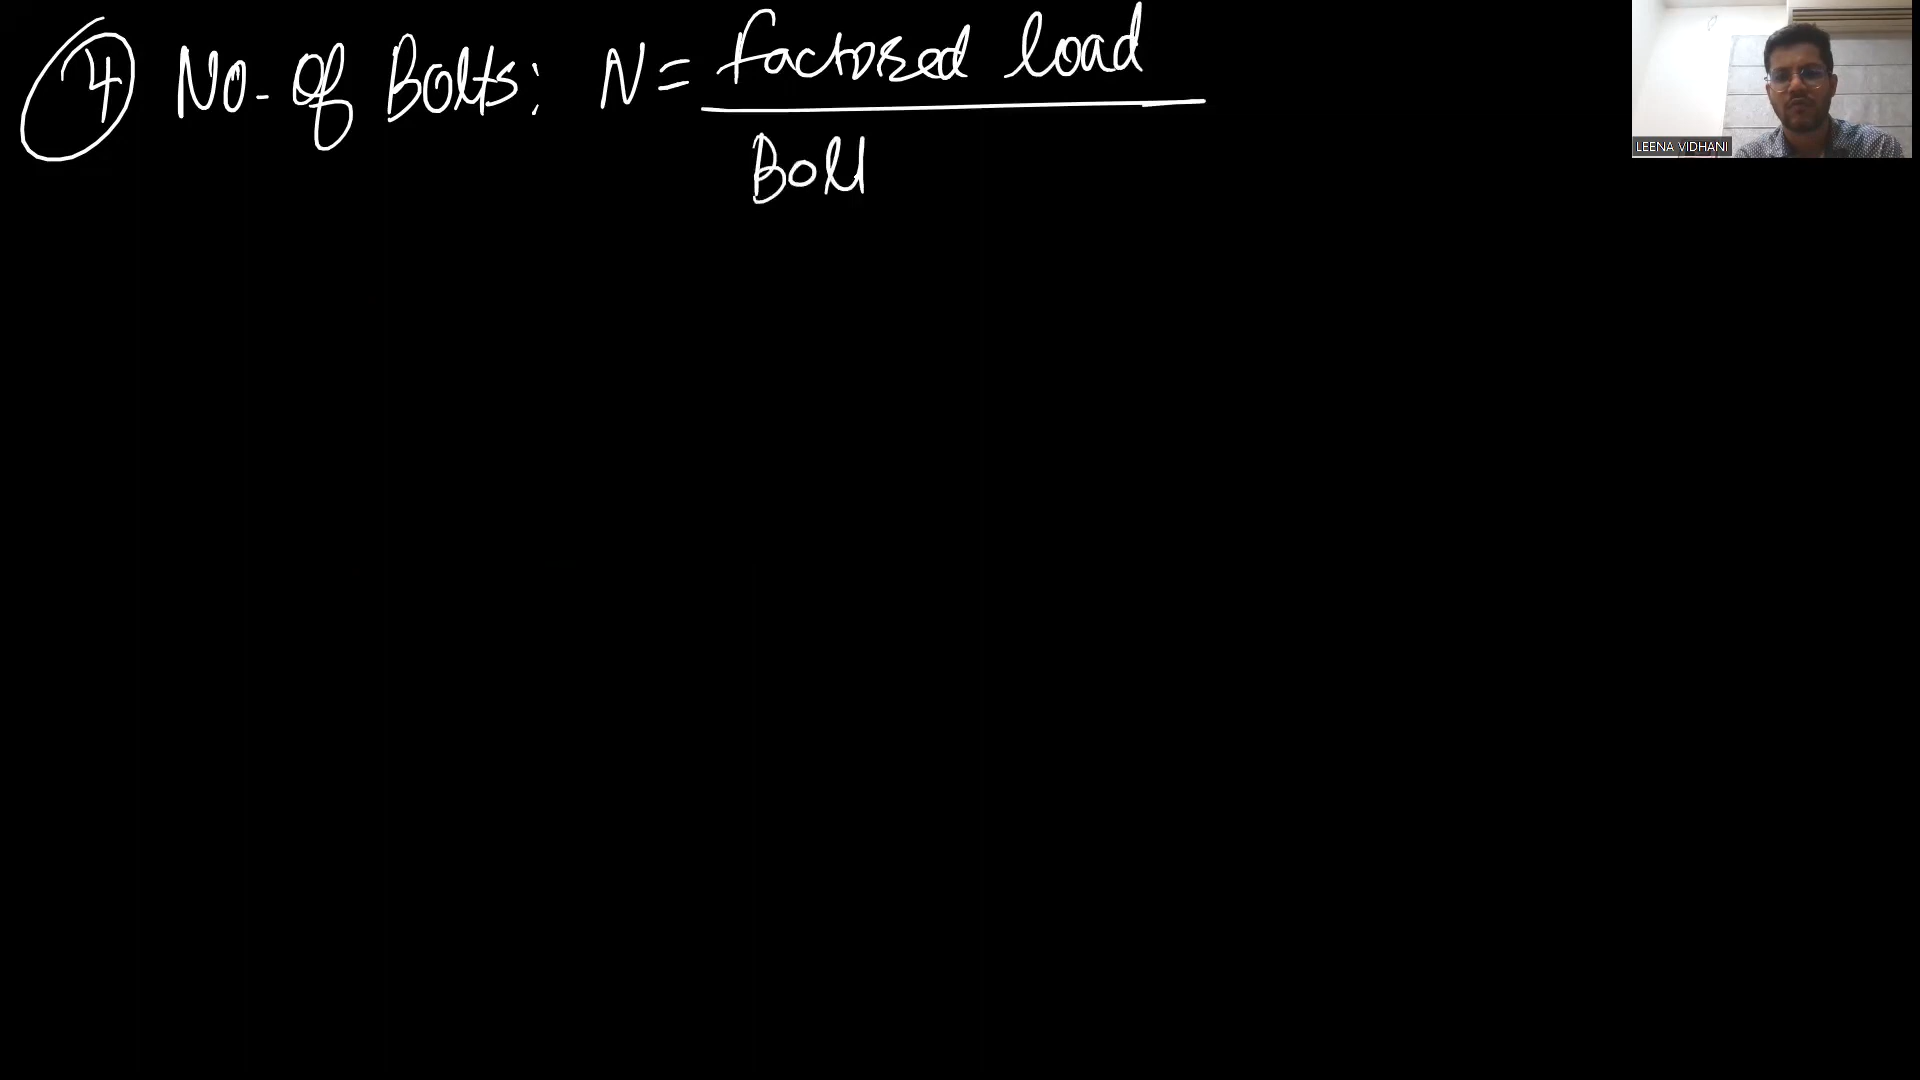 ④ No. of Bolts: N = factored load
Bolt
LEENA VIDHANI